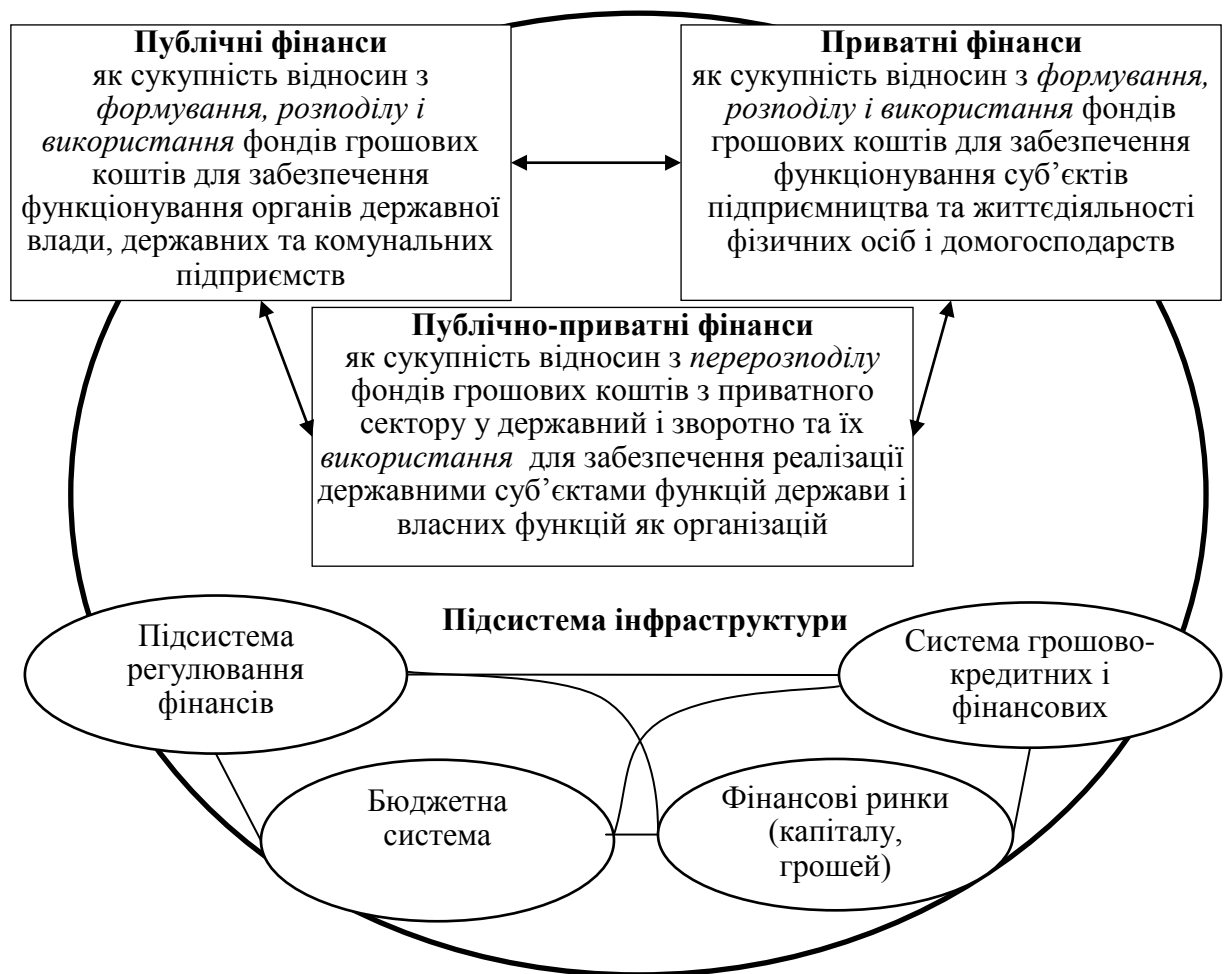 Публічні фінанси
як сукупність відносин з
формування, розподілу і
використання фондів грошових
коштів для забезпечення
функціонування органів державної
влади, державних та комунальних
підприємств
Приватні фінанси
як сукупність відносин з формування,
розподілу і використання фондів
грошових коштів для забезпечення
функціонування суб’єктів
підприємництва та життєдіяльності
фізичних осіб і домогосподарств
Публічно-приватні фінанси
як сукупність відносин з перерозподілу
фондів грошових коштів з приватного
сектору у державний і зворотно та їх
використання для забезпечення реалізації
державними суб’єктами функцій держави і
власних функцій як організацій
Підсистема інфраструктури
Підсистема
регулювання
фінансів
Система грошово-
кредитних і
фінансових
Бюджетна
система
Фінансові ринки
(капіталу,
грошей)